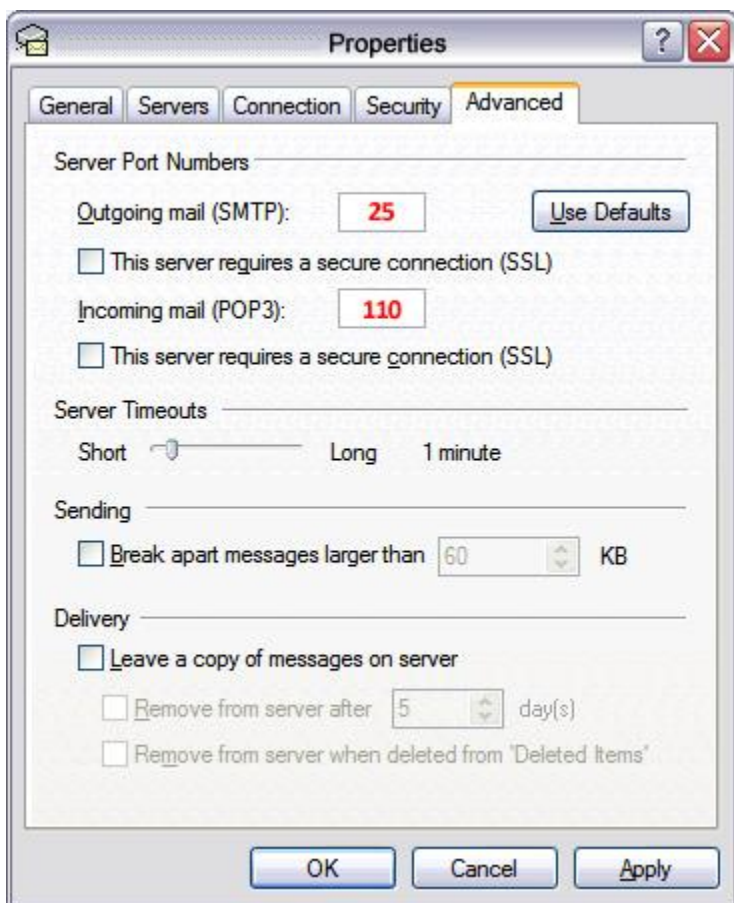 Properties
?
General Servers Connection Security Advanced
Server Port Numbers
Outgoing mail (SMTP): 25 Use Defaults
This server requires a secure connection (SSL)
Incoming mail (POP3): 110
This server requires a secure connection (SSL)
Server Timeouts
Short Long 1 minute
Sending
Break apart messages larger than 60 KB
Delivery
Leave a copy of messages on server
Remove from server after 5 day(s)
Remove from server when deleted from 'Deleted Items'
OK Cancel Apply